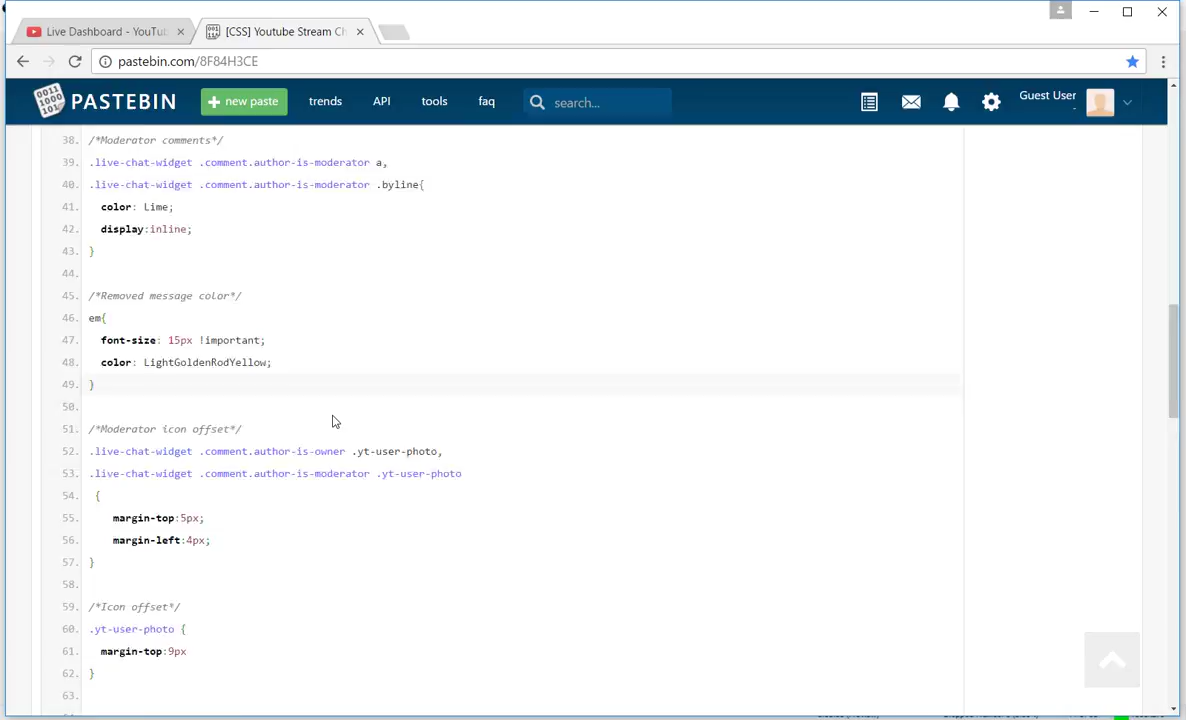 Live Dashboard - YouTub
[CSS] Youtube Stream Ch
pastebin.com/8F84H3CE
PASTEBIN
+ new paste
trends
API
tools
faq
search...
Guest User
-
38. /*Moderator comments*/
39. .live-chat-widget .comment.author-is-moderator a,
40. .live-chat-widget .comment.author-is-moderator .byline{
41. color: Lime;
42. display:inline;
43. }
44.
45. /*Removed message color*/
46. em{
47. font-size: 15px !important;
48. color: LightGoldenRodYellow;
49. }
50.
51. /*Moderator icon offset*/
52. .live-chat-widget .comment.author-is-owner .yt-user-photo,
53. .live-chat-widget .comment.author-is-moderator .yt-user-photo
54. {
55. margin-top:5px;
56. margin-left:4px;
57. }
58.
59. /*Icon offset*/
60. .yt-user-photo {
61. margin-top:9px
62. }
63.